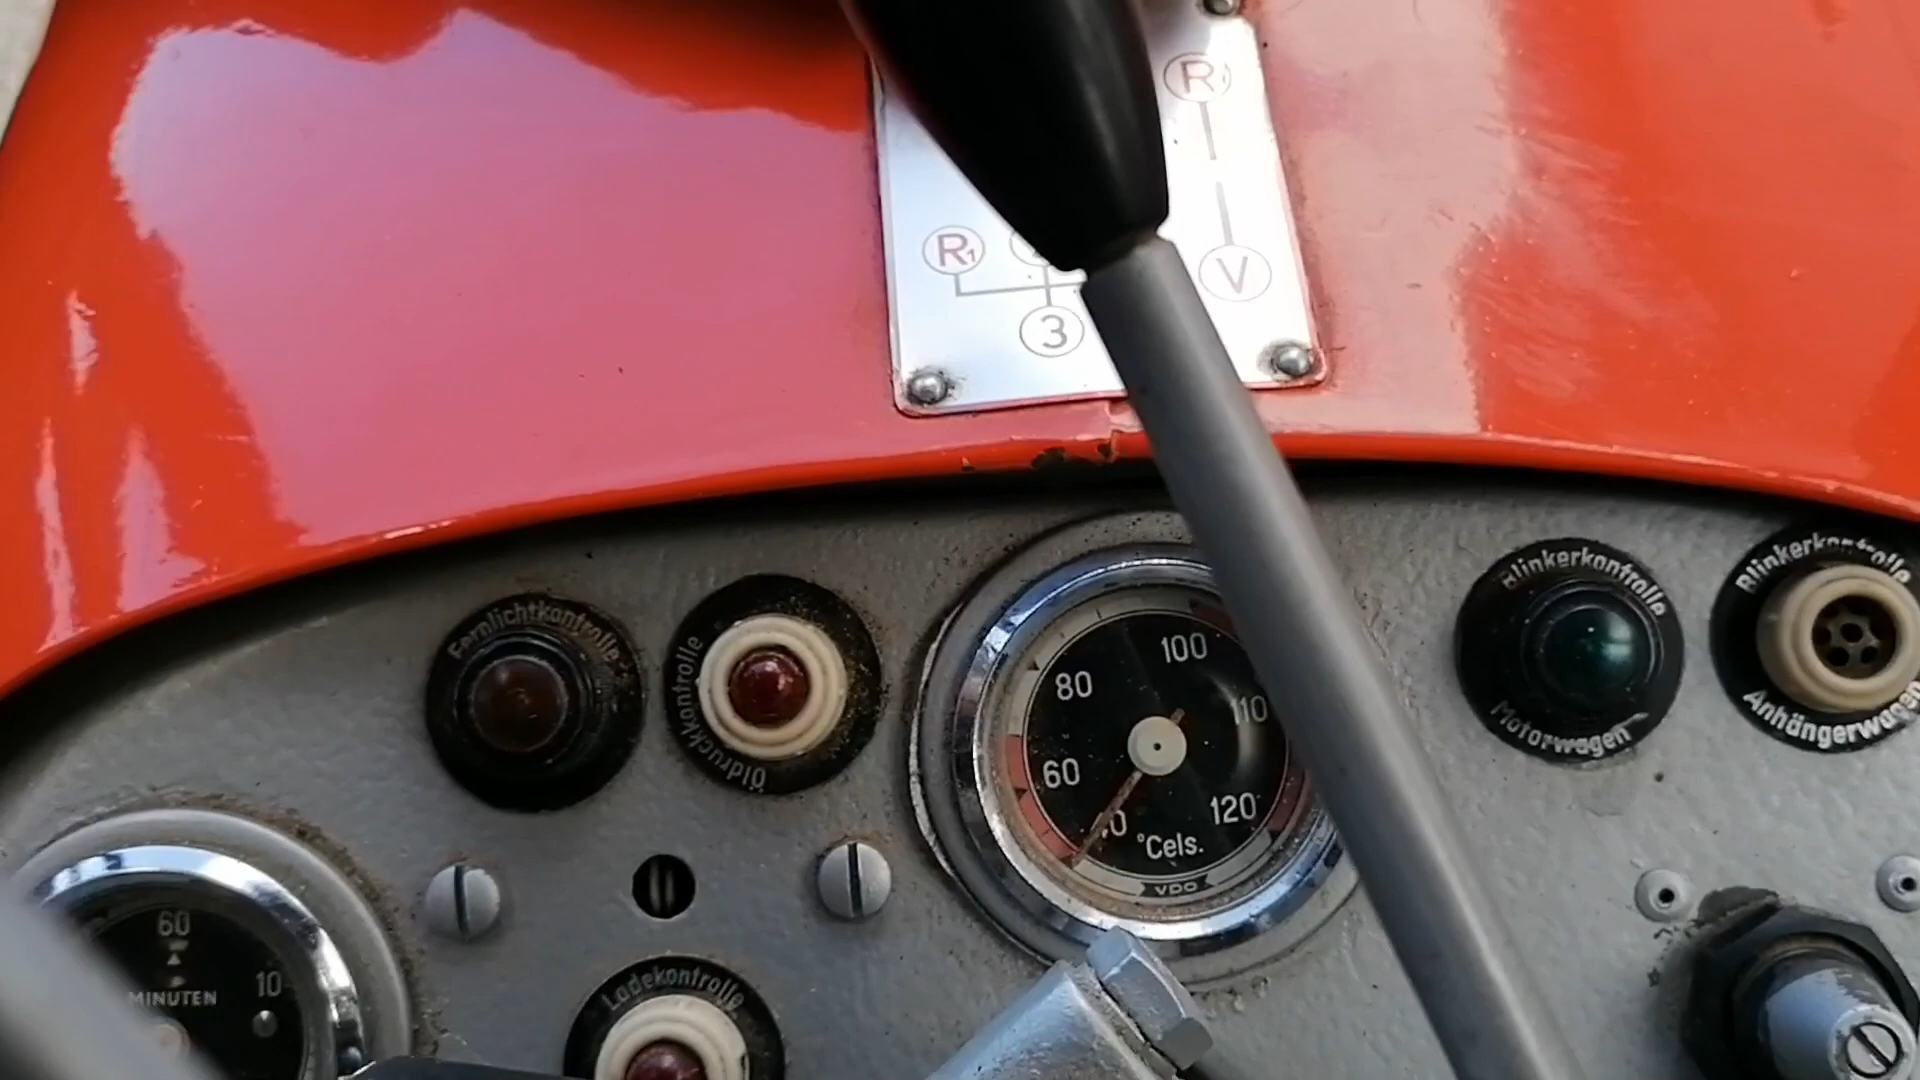 R
R1
V
3
Fernlichtkontrolle
Öldruckkontrolle
Blinkerkontrolle
Motorwagen
Blinkerkontrolle
Anhängerwagen
80
100
110
60
120
°Cels.
VDO
60
10
MINUTEN
Ladekontrolle